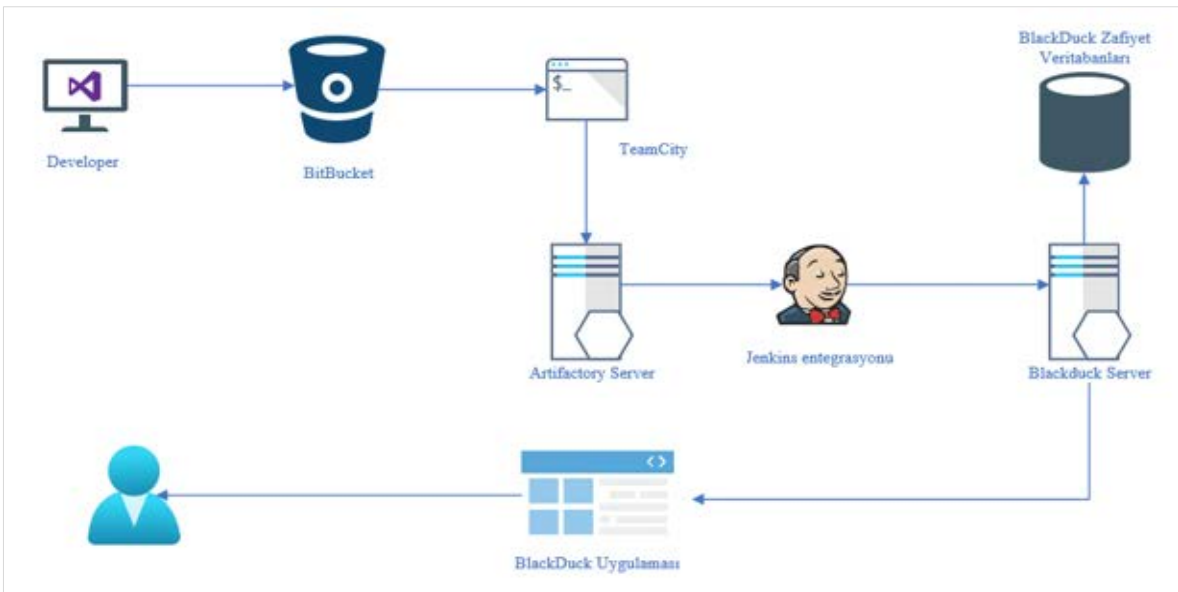 BlackDuck Zafiyet
Veritabanları
$_
Developer
BitBucket
TeamCity
Artifactory Server
Jenkins entegrasyonu
Blackduck Server
< >
BlackDuck Uygulaması